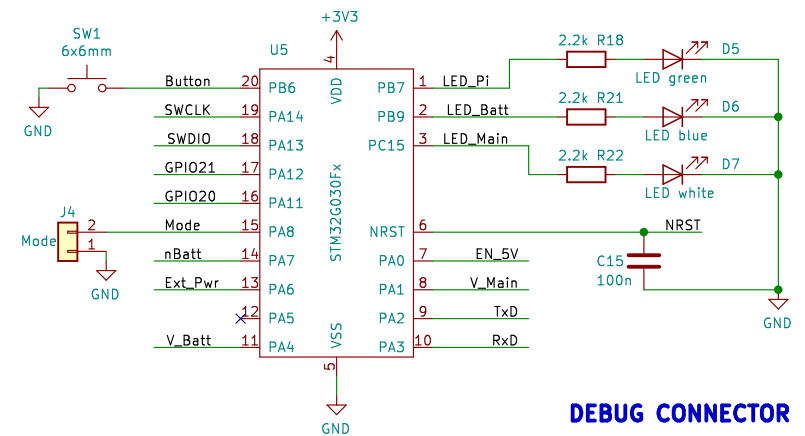 +3V3
SW1
6x6mm
U5
2.2k R18
D5
LED green
4
VDD
Button 20 PB6
PB7 1 LED_Pi
GND
SWCLK 19 PA14
PB9 2 LED_Batt
2.2k R21
D6
LED blue
SWDIO 18 PA13
PC15 3 LED_Main
2.2k R22
D7
LED white
GPIO21 17 PA12
GPIO20 16 PA11
STM32G030Fx
J4
Mode
2
1
GND
Mode 15 PA8
NRST 6 NRST
nBatt 14 PA7
PA0 7 EN_5V
C15
100n
Ext_Pwr 13 PA6
PA1 8 V_Main
12 PA5
PA2 9 TxD
GND
V_Batt 11 PA4
PA3 10 RxD
VSS
5
GND
DEBUG CONNECTOR